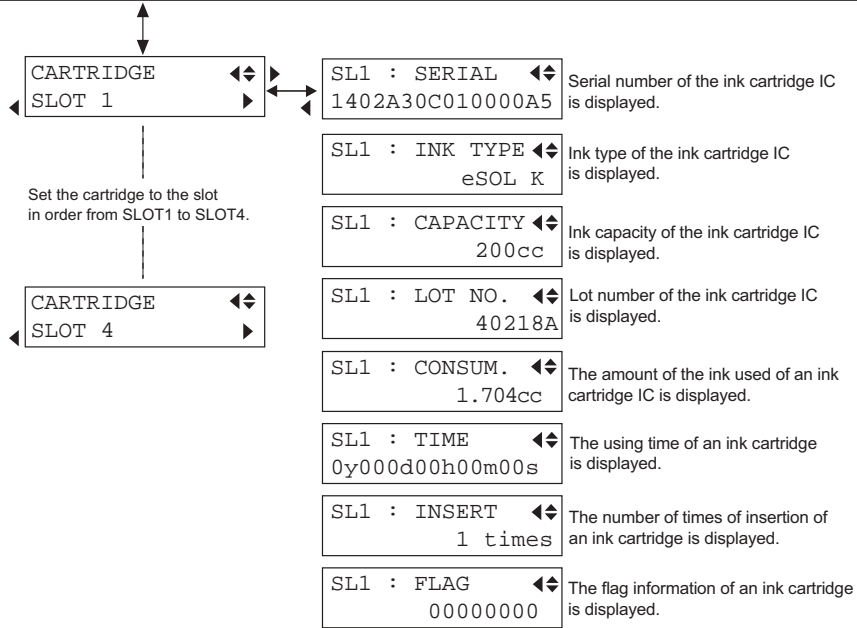 CARTRIDGE
SLOT 1
Set the cartridge to the slot
in order from SLOT1 to SLOT4.
CARTRIDGE
SLOT 4
SL1 : SERIAL
1402A30C010000A5
Serial number of the ink cartridge IC
is displayed.
SL1 : INK TYPE
eSOL K
Ink type of the ink cartridge IC
is displayed.
SL1 : CAPACITY
200cc
Ink capacity of the ink cartridge IC
is displayed.
SL1 : LOT NO.
40218A
Lot number of the ink cartridge IC
is displayed.
SL1 : CONSUM.
1.704cc
The amount of the ink used of an ink
cartridge IC is displayed.
SL1 : TIME
0y000d00h00m00s
The using time of an ink cartridge
is displayed.
SL1 : INSERT
1 times
The number of times of insertion of
an ink cartridge is displayed.
SL1 : FLAG
00000000
The flag information of an ink cartridge
is displayed.